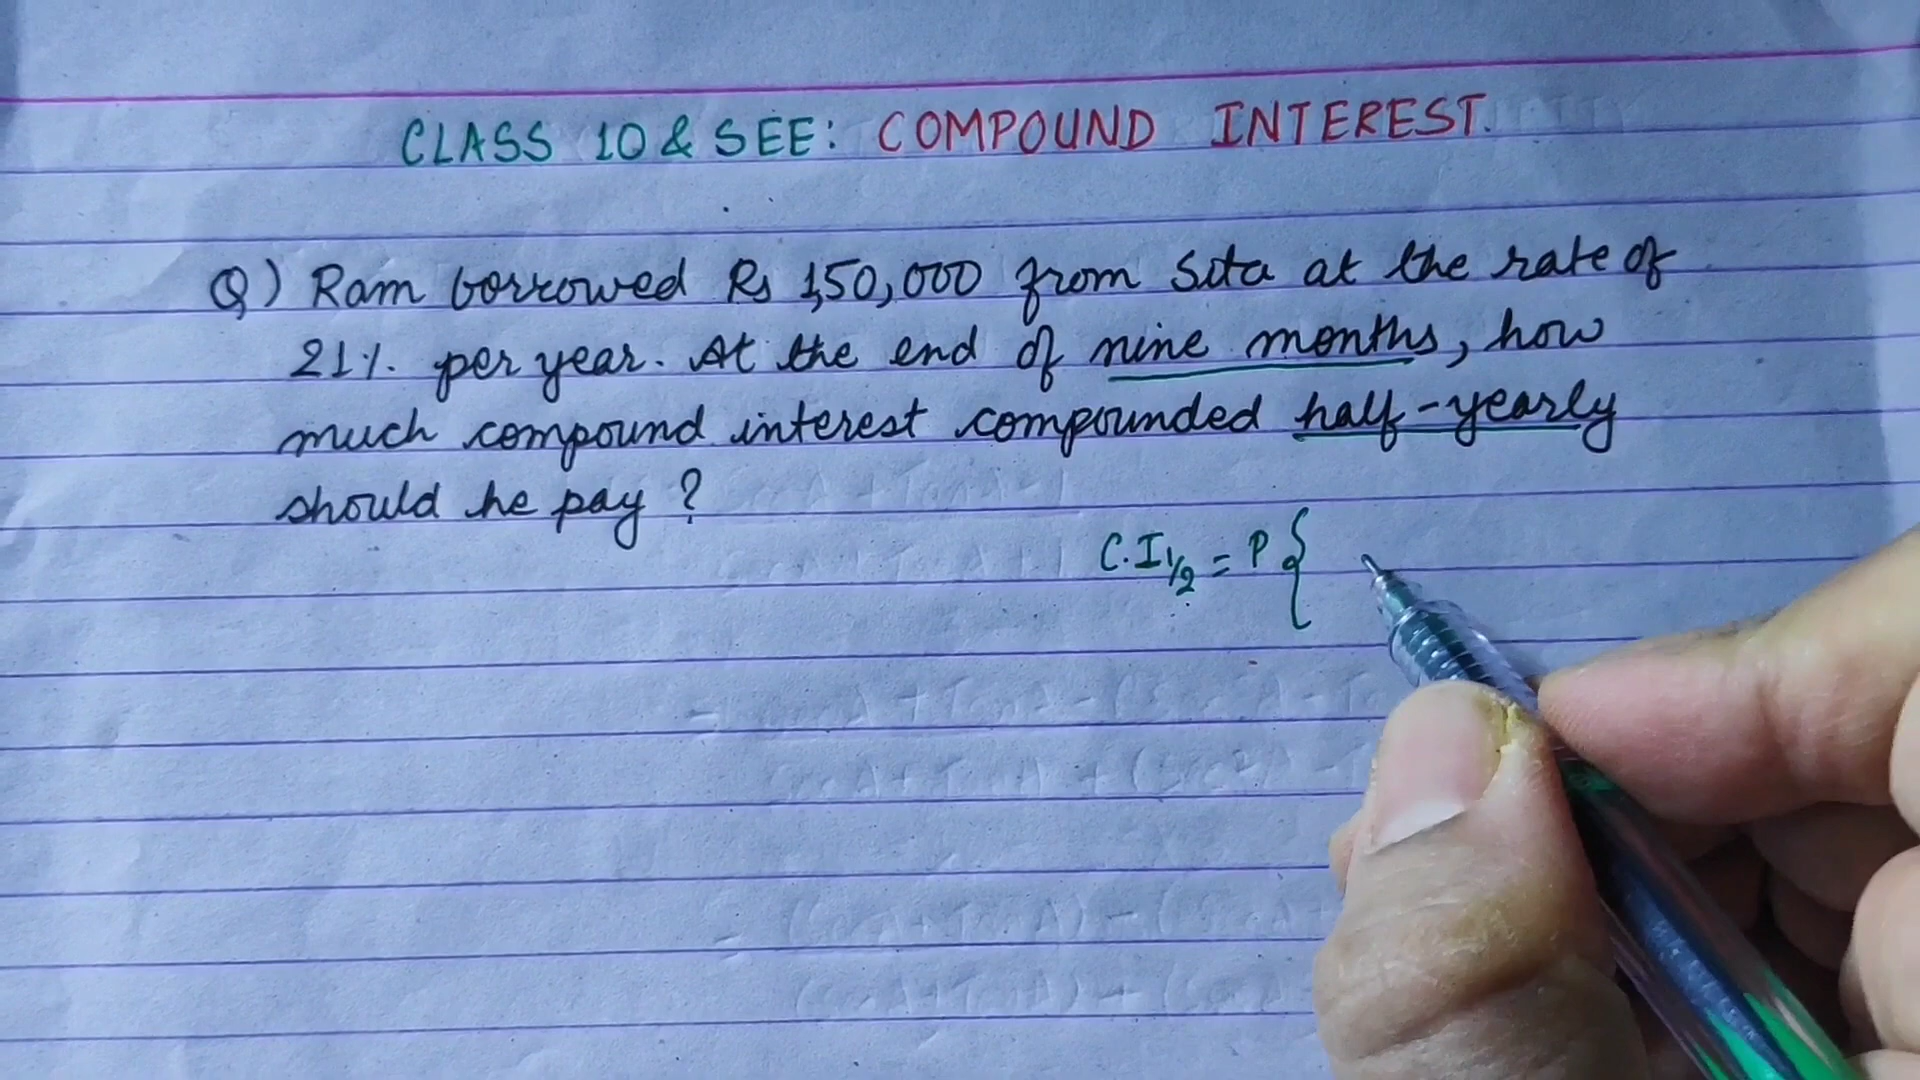 CLASS 10 & SEE: COMPOUND INTEREST.
Q) Ram borrowed Rs 1,50,000 from Sita at the rate of
21%. per year. At the end of nine months, how
much compound interest compounded half-yearly
should he pay ?
C.I 1/2 = P {